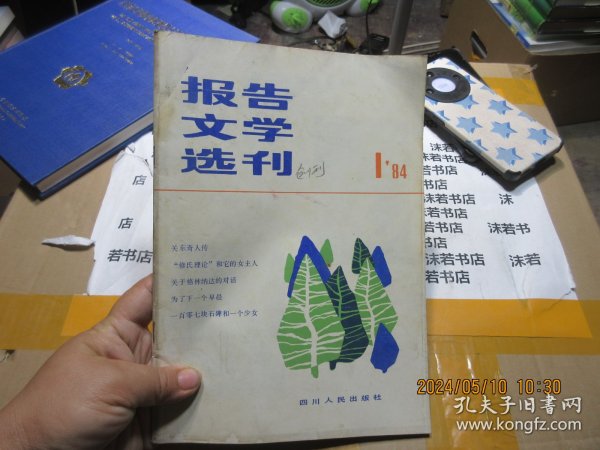 报告
文学
选刊
创刊
1'84
关东奇人传
“修氏理论”和它的女主人
关于格林纳达的对话
为了下一个早晨
一百零七块石牌和一个少女
四川人民出版社
店
店
若书店
沫若书店
沫若书店
沫若书店
沫
沫若书店
沫若书
沫若书店
店
沫若书店
沫若
若书店
书店
2024/05/10 10:30
孔夫子旧书网
kongfz.com